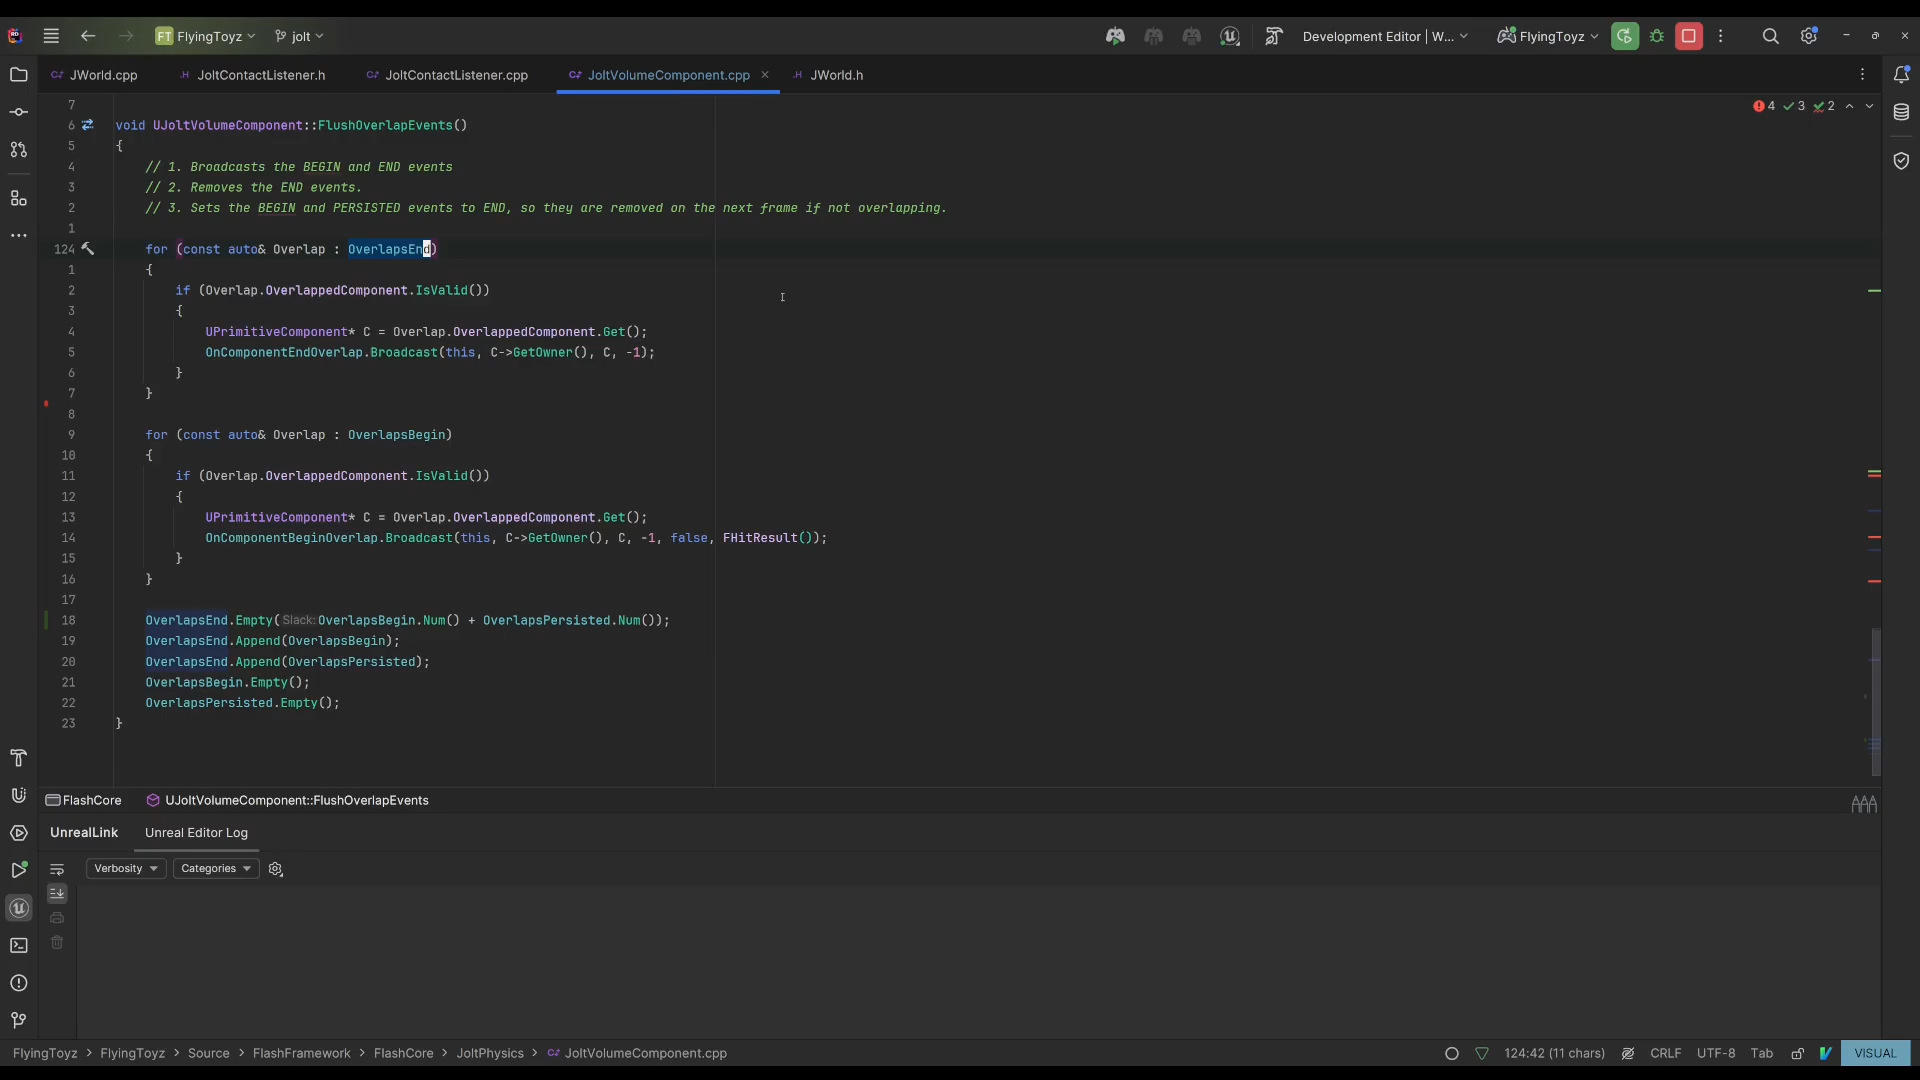 FT FlyingToyz jolt Development Editor | W... FlyingToyz
JWorld.cpp JoltContactListener.h JoltContactListener.cpp JoltVolumeComponent.cpp JWorld.h
7 4 3 2
6 void UJoltVolumeComponent::FlushOverlapEvents()
5 {
4 // 1. Broadcasts the BEGIN and END events
3 // 2. Removes the END events.
2 // 3. Sets the BEGIN and PERSISTED events to END, so they are removed on the next frame if not overlapping.
1
124 for (const auto& Overlap : OverlapsEnd)
1 {
2 if (Overlap.OverlappedComponent.IsValid())
3 {
4 UPrimitiveComponent* C = Overlap.OverlappedComponent.Get();
5 OnComponentEndOverlap.Broadcast(this, C->GetOwner(), C, -1);
6 }
7 }
8
9 for (const auto& Overlap : OverlapsBegin)
10 {
11 if (Overlap.OverlappedComponent.IsValid())
12 {
13 UPrimitiveComponent* C = Overlap.OverlappedComponent.Get();
14 OnComponentBeginOverlap.Broadcast(this, C->GetOwner(), C, -1, false, FHitResult());
15 }
16 }
17
18 OverlapsEnd.Empty(Slack: OverlapsBegin.Num() + OverlapsPersisted.Num());
19 OverlapsEnd.Append(OverlapsBegin);
20 OverlapsEnd.Append(OverlapsPersisted);
21 OverlapsBegin.Empty();
22 OverlapsPersisted.Empty();
23 }
FlashCore UJoltVolumeComponent::FlushOverlapEvents
UnrealLink Unreal Editor Log
Verbosity Categories
FlyingToyz > FlyingToyz > Source > FlashFramework > FlashCore > JoltPhysics > JoltVolumeComponent.cpp 124:42 (11 chars) CRLF UTF-8 Tab VISUAL